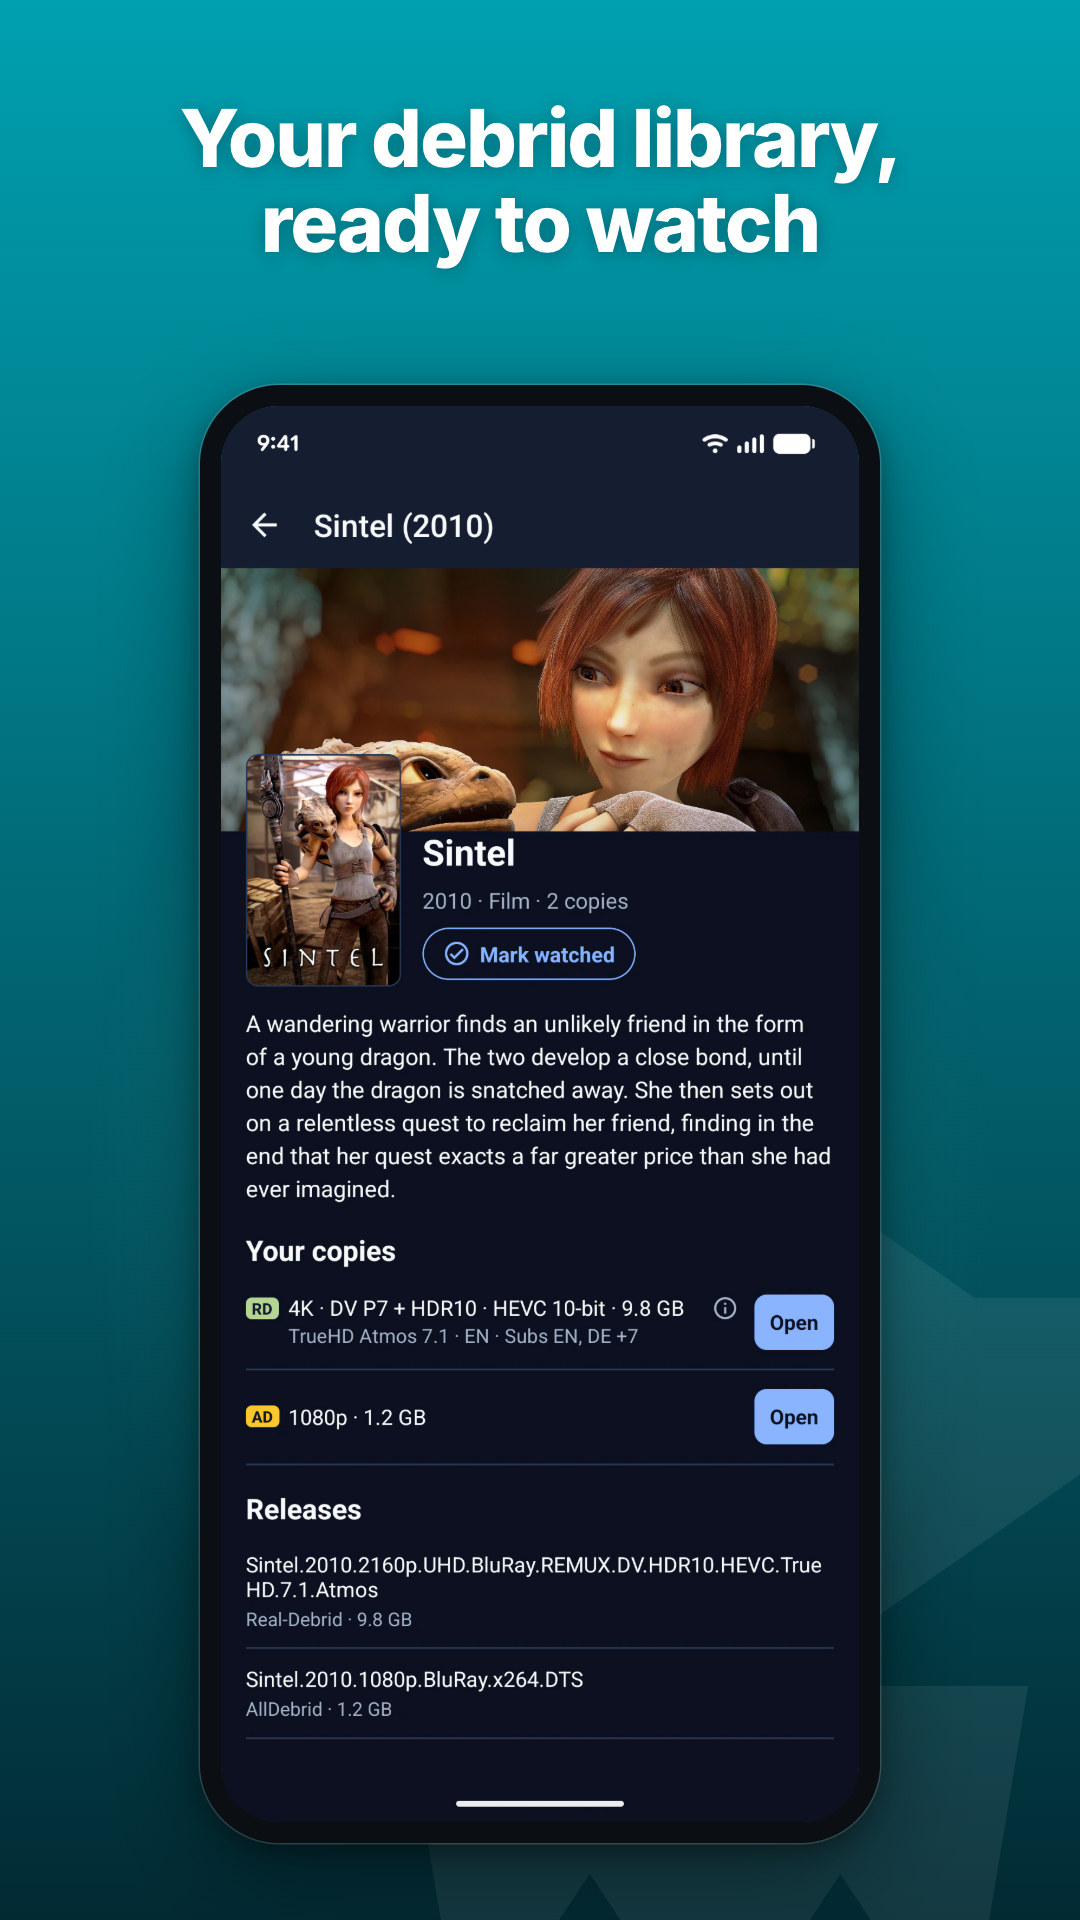 Your debrid library,
ready to watch
9:41
Sintel (2010)
SINTEL
Sintel
2010 · Film · 2 copies
Mark watched
A wandering warrior finds an unlikely friend in the form
of a young dragon. The two develop a close bond, until
one day the dragon is snatched away. She then sets out
on a relentless quest to reclaim her friend, finding in the
end that her quest exacts a far greater price than she had
ever imagined.
Your copies
RD 4K · DV P7 + HDR10 · HEVC 10-bit · 9.8 GB
TrueHD Atmos 7.1 · EN · Subs EN, DE +7
Open
AD 1080p · 1.2 GB
Open
Releases
Sintel.2010.2160p.UHD.BluRay.REMUX.DV.HDR10.HEVC.True
HD.7.1.Atmos
Real-Debrid · 9.8 GB
Sintel.2010.1080p.BluRay.x264.DTS
AllDebrid · 1.2 GB